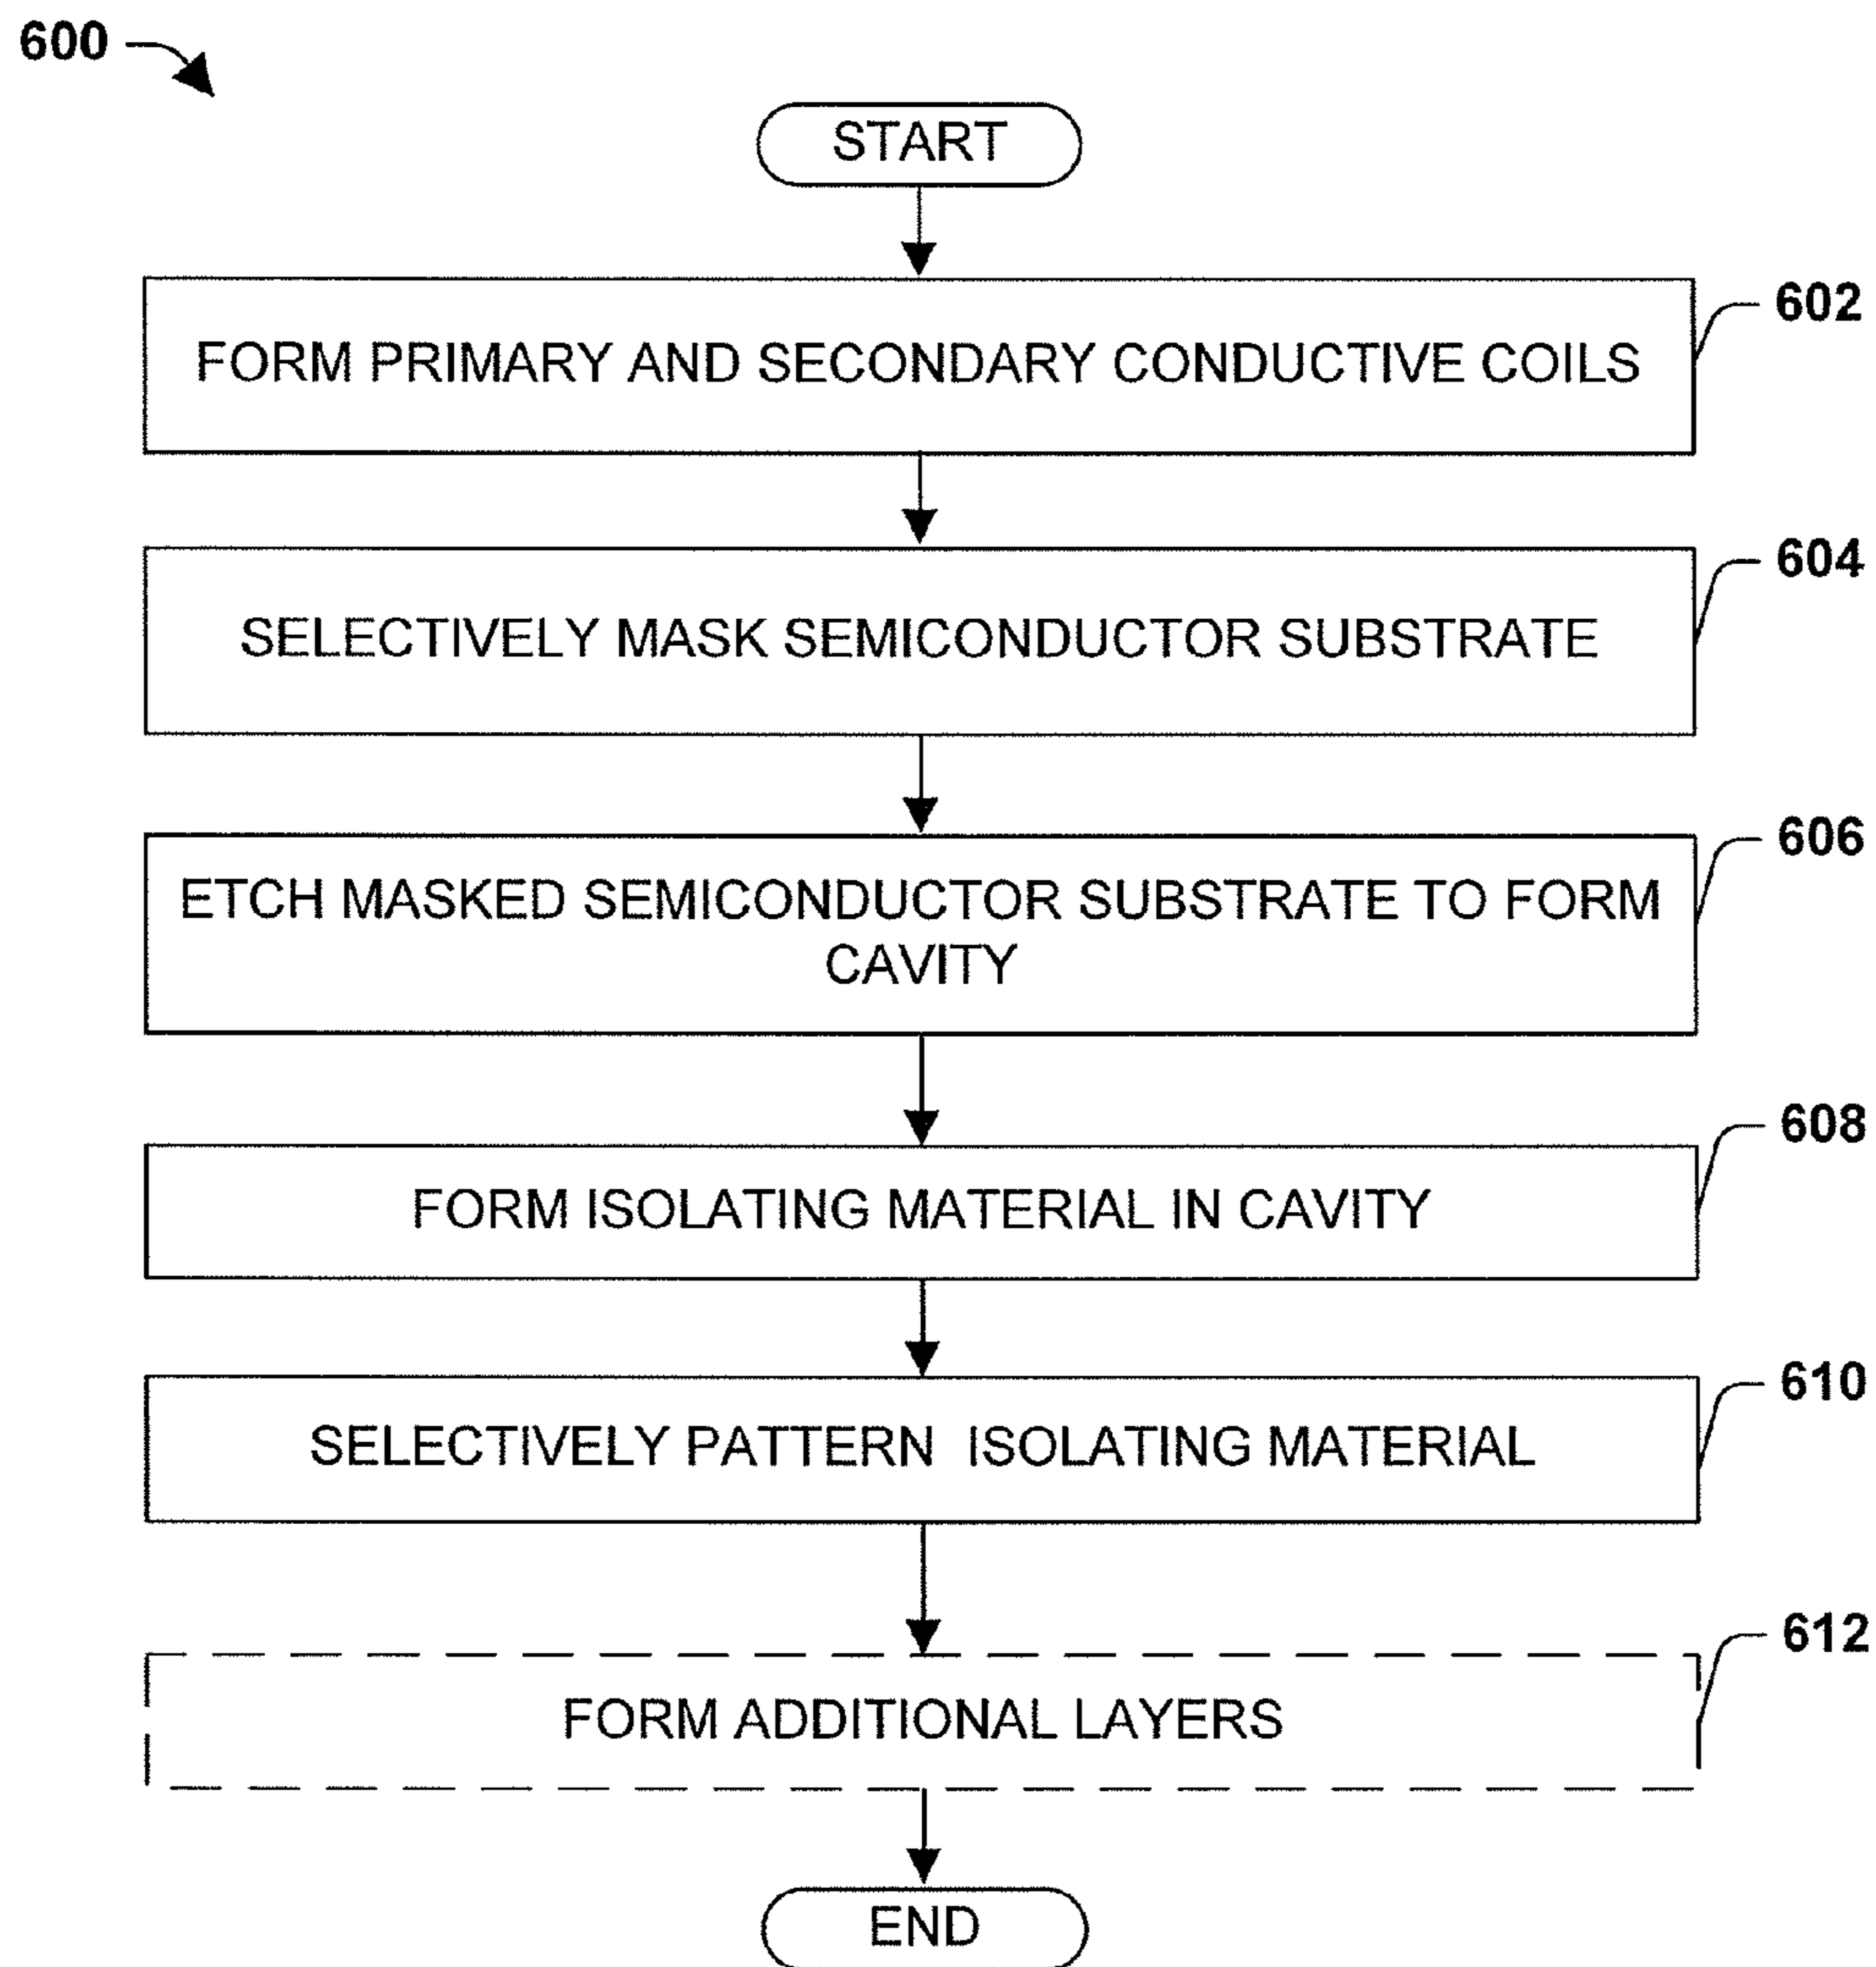 600
START
602
FORM PRIMARY AND SECONDARY CONDUCTIVE COILS
604
SELECTIVELY MASK SEMICONDUCTOR SUBSTRATE
606
ETCH MASKED SEMICONDUCTOR SUBSTRATE TO FORM
CAVITY
608
FORM ISOLATING MATERIAL IN CAVITY
610
SELECTIVELY PATTERN ISOLATING MATERIAL
612
FORM ADDITIONAL LAYERS
END